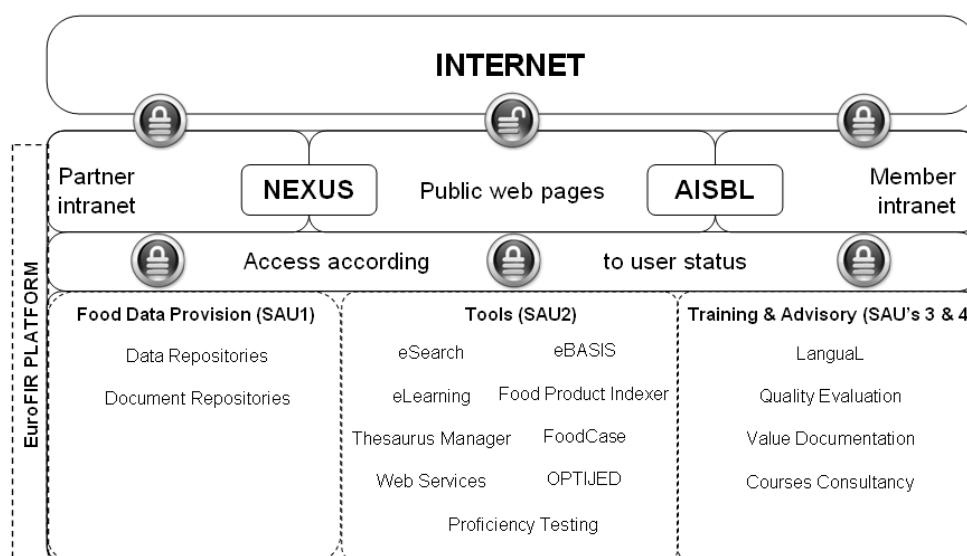 INTERNET
Partner
intranet
NEXUS
Public web pages
AISBL
Member
intranet
Access according
to user status
EuroFIR PLATFORM
Food Data Provision (SAU1)
Data Repositories
Document Repositories
Tools (SAU2)
eSearch
eBASIS
eLearning
Food Product Indexer
Thesaurus Manager
FoodCase
Web Services
OPTIJED
Proficiency Testing
Training & Advisory (SAU's 3 & 4
LanguaL
Quality Evaluation
Value Documentation
Courses Consultancy